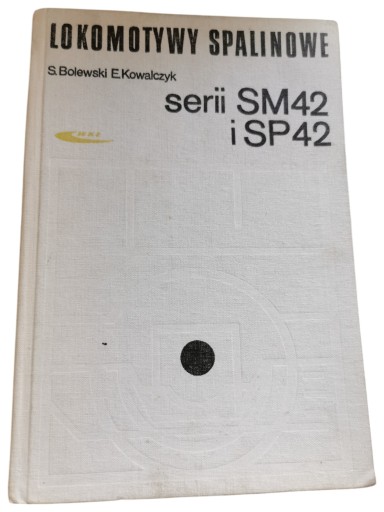 LOKOMOTYWY SPALINOWE
S.Bolewski E.Kowalczyk
serii SM42
i SP42